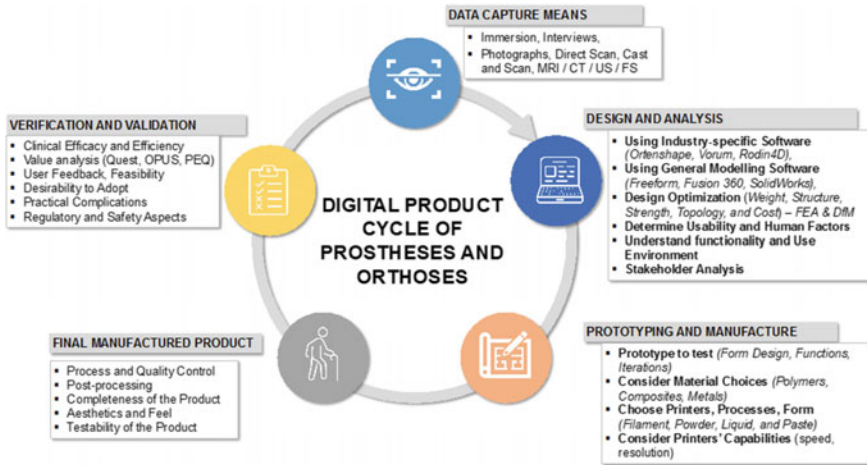 DATA CAPTURE MEANS
▪ Immersion, Interviews,
▪ Photographs, Direct Scan, Cast
and Scan, MRI / CT / US / FS
DESIGN AND ANALYSIS
▪ Using Industry-specific Software
(Ortenshape, Vorum, Rodin4D),
▪ Using General Modelling Software
(Freeform, Fusion 360, SolidWorks),
▪ Design Optimization (Weight, Structure,
Strength, Topology, and Cost) – FEA & DfM
▪ Determine Usability and Human Factors
▪ Understand functionality and Use
Environment
▪ Stakeholder Analysis
PROTOTYPING AND MANUFACTURE
▪ Prototype to test (Form Design, Functions,
Iterations)
▪ Consider Material Choices (Polymers,
Composites, Metals)
▪ Choose Printers, Processes, Form
(Filament, Powder, Liquid, and Paste)
▪ Consider Printers' Capabilities (speed,
resolution)
FINAL MANUFACTURED PRODUCT
▪ Process and Quality Control
▪ Post-processing
▪ Completeness of the Product
▪ Aesthetics and Feel
▪ Testability of the Product
VERIFICATION AND VALIDATION
▪ Clinical Efficacy and Efficiency
▪ Value analysis (Quest, OPUS, PEQ)
▪ User Feedback, Feasibility
▪ Desirability to Adopt
▪ Practical Complications
▪ Regulatory and Safety Aspects
DIGITAL PRODUCT
CYCLE OF
PROSTHESES AND
ORTHOSES